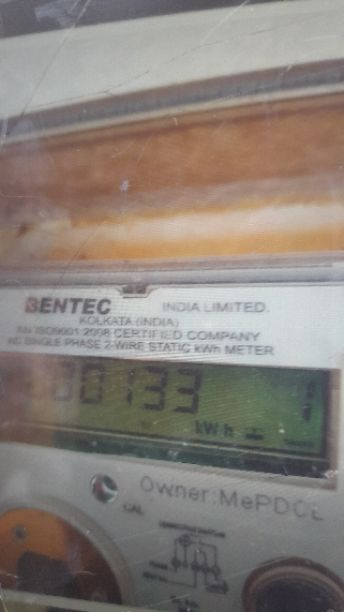 BENTEC INDIA LIMITED.
KOLKATA (INDIA)
AN ISO9001:2008 CERTIFIED COMPANY
AC SINGLE PHASE 2-WIRE STATIC kWh METER
00133
kWh
Owner:MePDCL
CAL